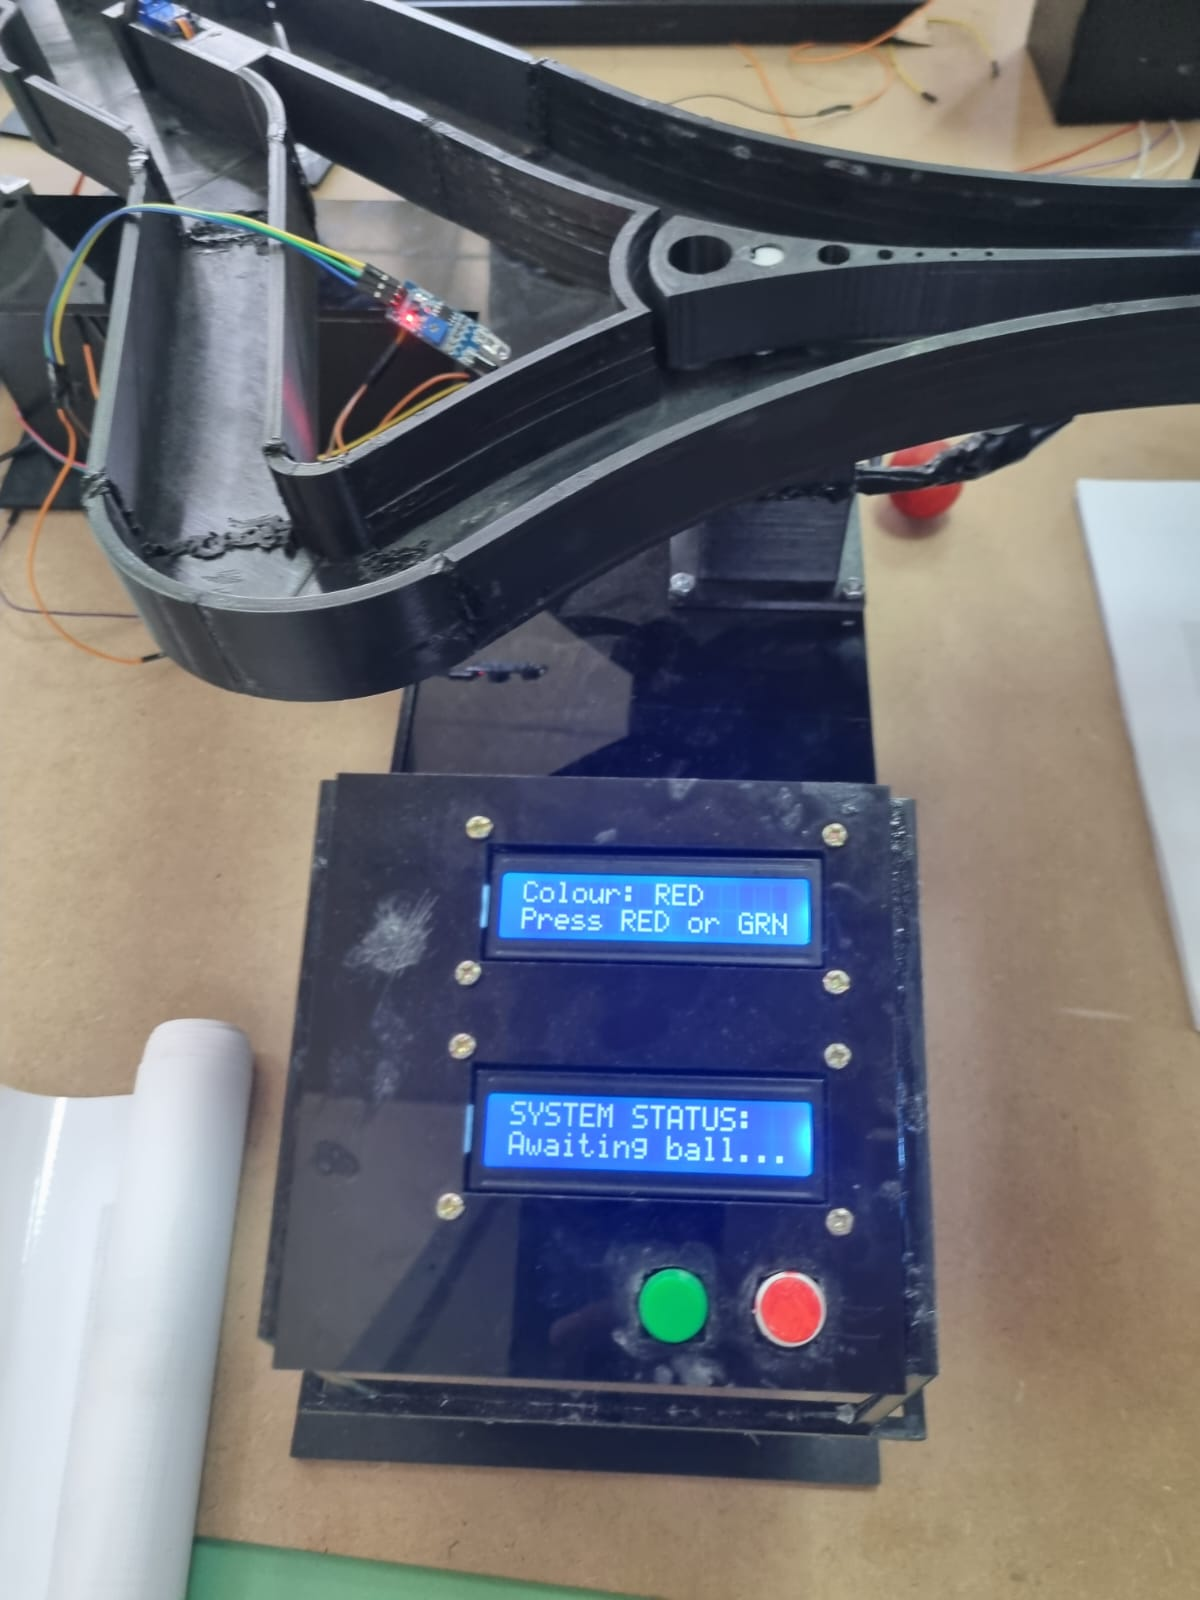 Colour: RED
Press RED or GRN
SYSTEM STATUS:
Awaiting ball...